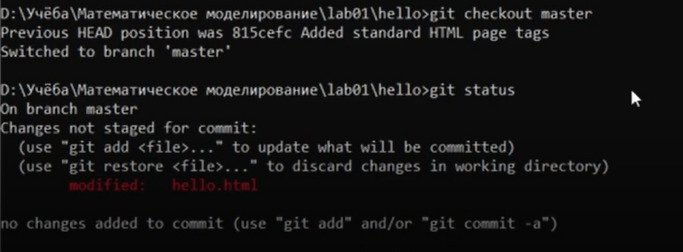 D:\Учёба\Математическое моделирование\lab01\hello>git checkout master
Previous HEAD position was 815cefc Added standard HTML page tags
Switched to branch 'master'
D:\Учёба\Математическое моделирование\lab01\hello>git status
On branch master
Changes not staged for commit:
  (use "git add <file>..." to update what will be committed)
  (use "git restore <file>..." to discard changes in working directory)
        modified:   hello.html
no changes added to commit (use "git add" and/or "git commit -a")